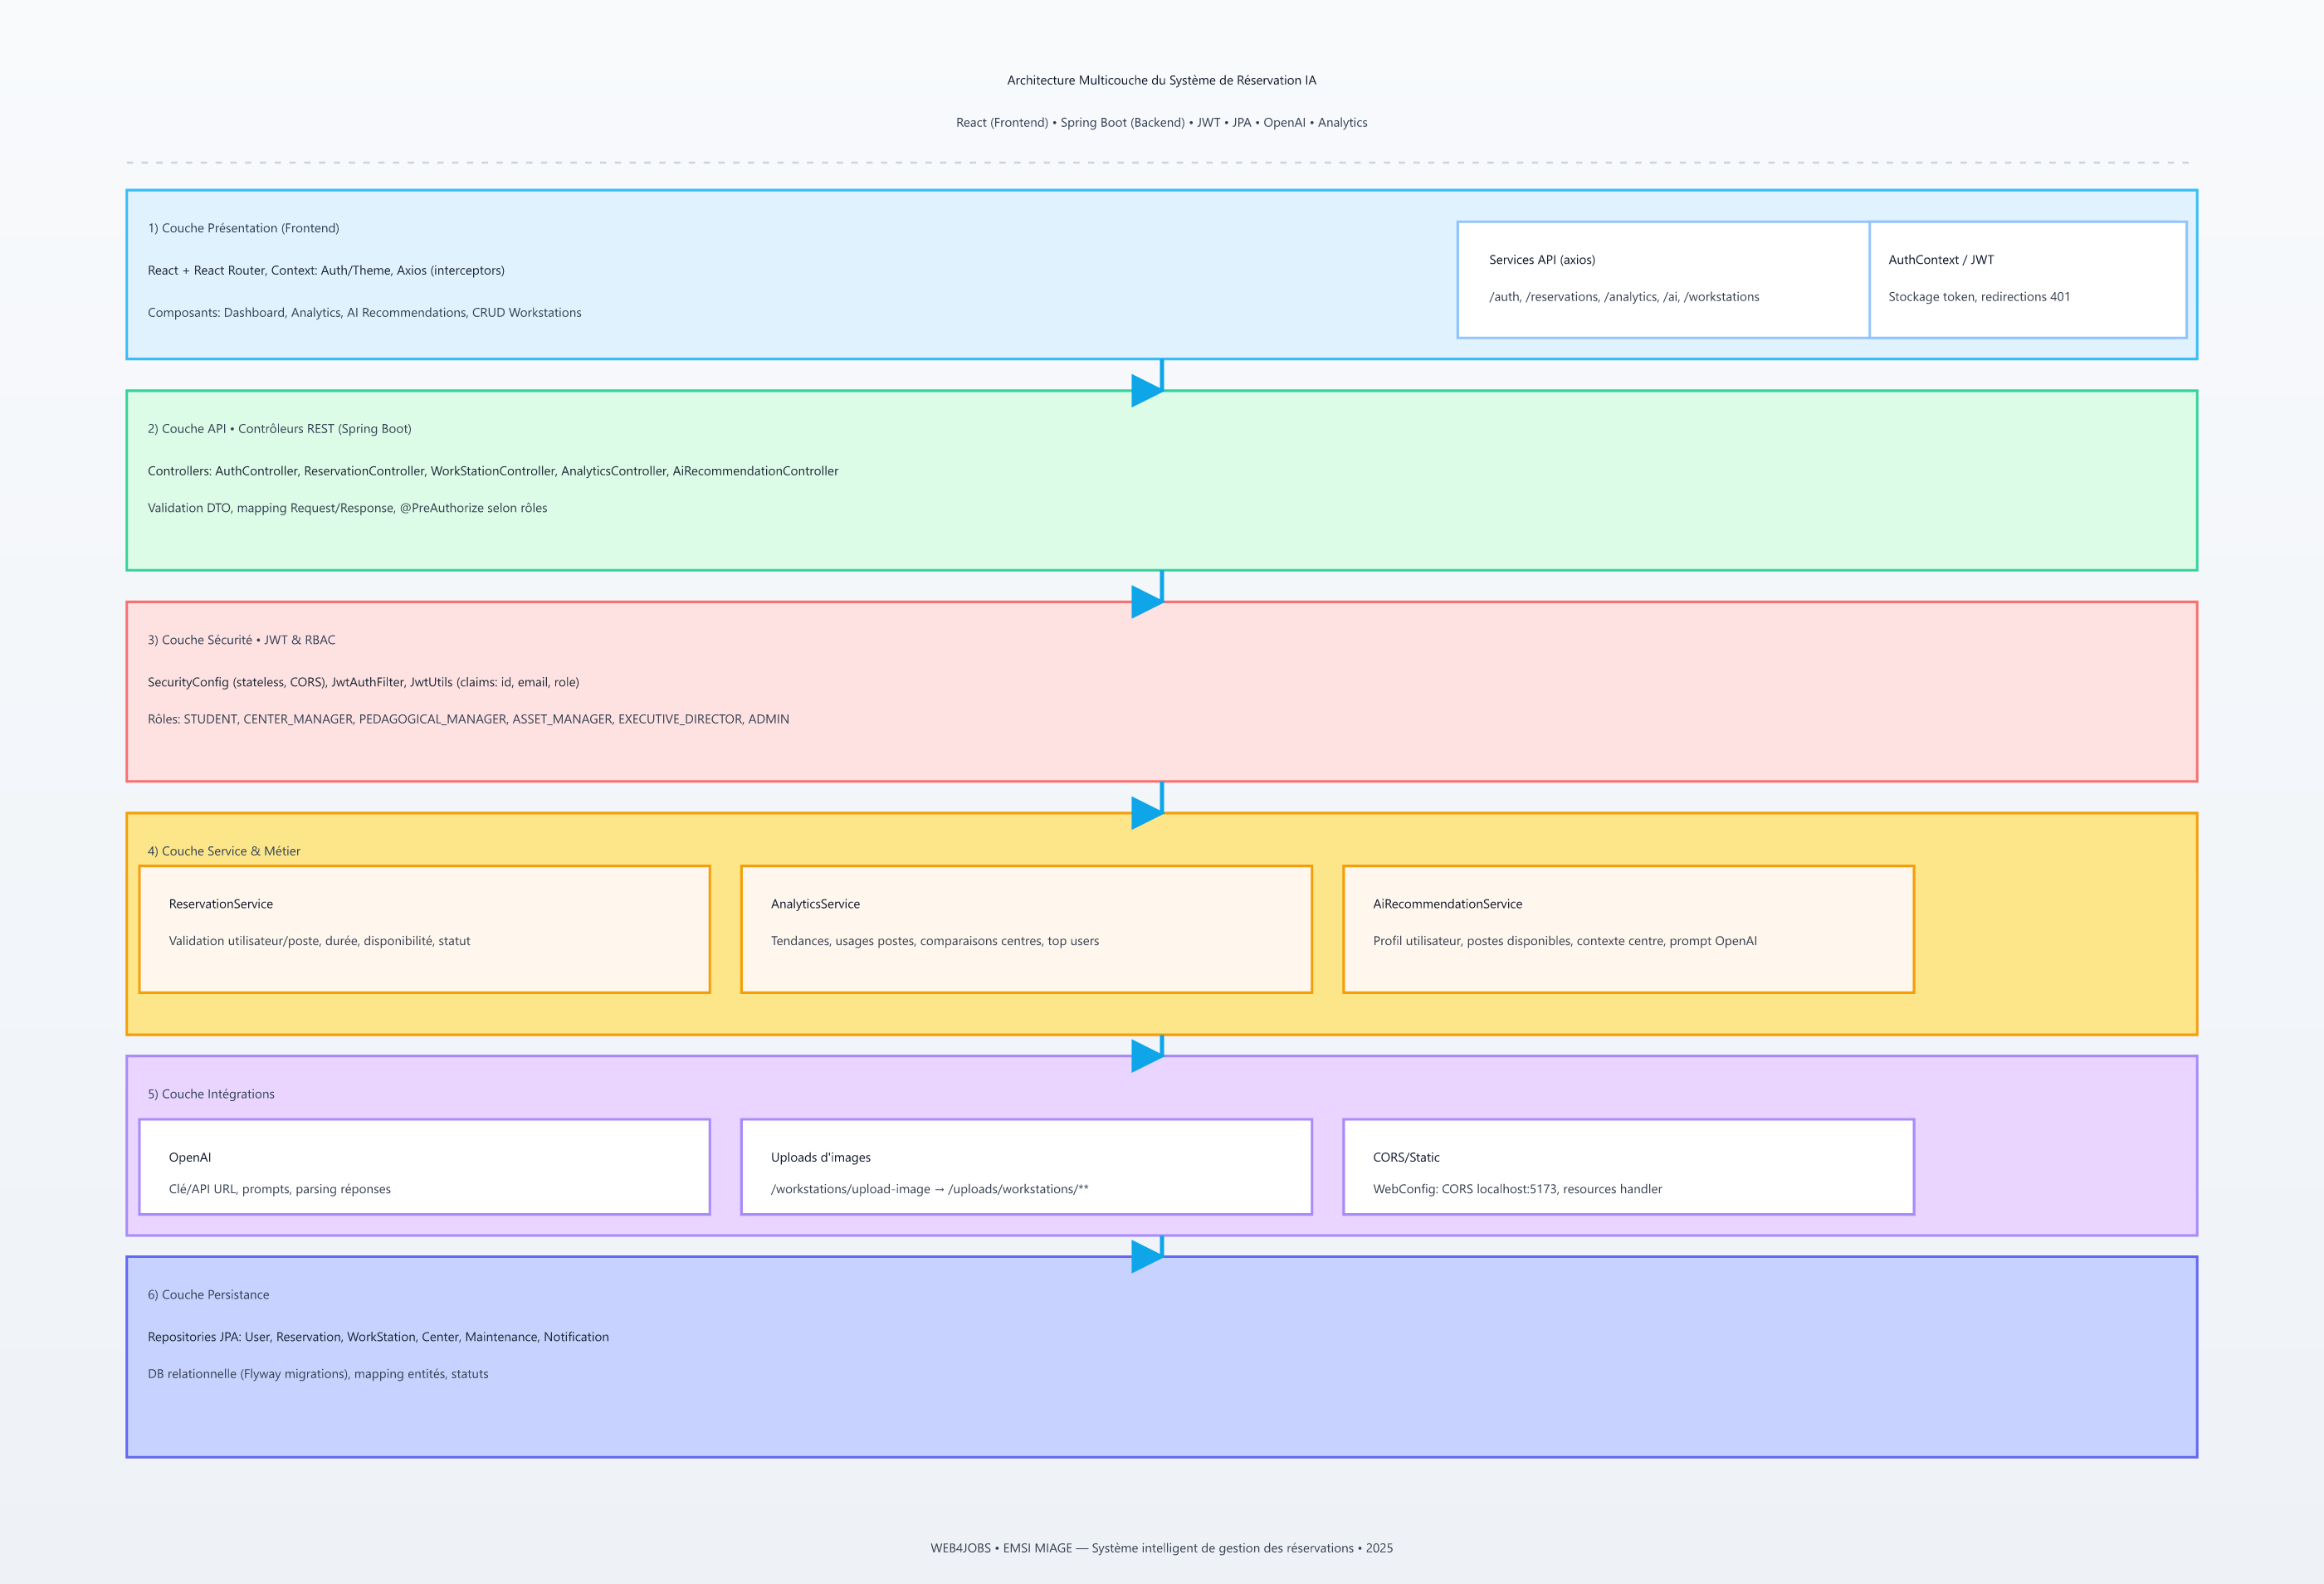 Architecture Multicouche du Système de Réservation IA
React (Frontend) • Spring Boot (Backend) • JWT • JPA • OpenAI • Analytics
1) Couche Présentation (Frontend)
React + React Router, Context: Auth/Theme, Axios (interceptors)
Composants: Dashboard, Analytics, AI Recommendations, CRUD Workstations
Services API (axios)
/auth, /reservations, /analytics, /ai, /workstations
AuthContext / JWT
Stockage token, redirections 401
2) Couche API • Contrôleurs REST (Spring Boot)
Controllers: AuthController, ReservationController, WorkStationController, AnalyticsController, AiRecommendationController
Validation DTO, mapping Request/Response, @PreAuthorize selon rôles
3) Couche Sécurité • JWT & RBAC
SecurityConfig (stateless, CORS), JwtAuthFilter, JwtUtils (claims: id, email, role)
Rôles: STUDENT, CENTER_MANAGER, PEDAGOGICAL_MANAGER, ASSET_MANAGER, EXECUTIVE_DIRECTOR, ADMIN
4) Couche Service & Métier
ReservationService
Validation utilisateur/poste, durée, disponibilité, statut
AnalyticsService
Tendances, usages postes, comparaisons centres, top users
AiRecommendationService
Profil utilisateur, postes disponibles, contexte centre, prompt OpenAI
5) Couche Intégrations
OpenAI
Clé/API URL, prompts, parsing réponses
Uploads d'images
/workstations/upload-image → /uploads/workstations/**
CORS/Static
WebConfig: CORS localhost:5173, resources handler
6) Couche Persistance
Repositories JPA: User, Reservation, WorkStation, Center, Maintenance, Notification
DB relationnelle (Flyway migrations), mapping entités, statuts
WEB4JOBS • EMSI MIAGE — Système intelligent de gestion des réservations • 2025